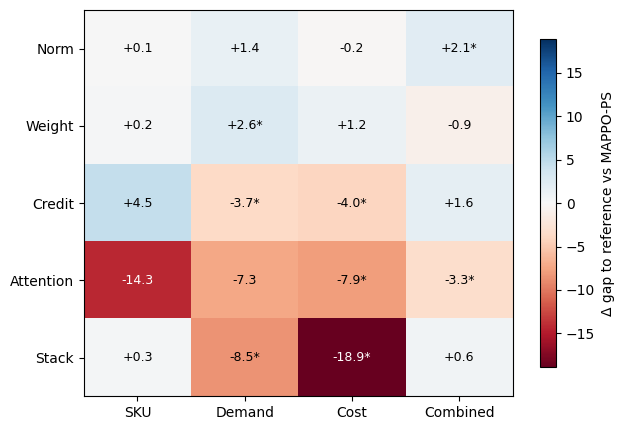 Norm +0.1 +1.4 -0.2 +2.1*
Weight +0.2 +2.6* +1.2 -0.9
Credit +4.5 -3.7* -4.0* +1.6
Attention -14.3 -7.3 -7.9* -3.3*
Stack +0.3 -8.5* -18.9* +0.6
SKU Demand Cost Combined
15
10
5
0
−5
−10
−15
Δ gap to reference vs MAPPO-PS